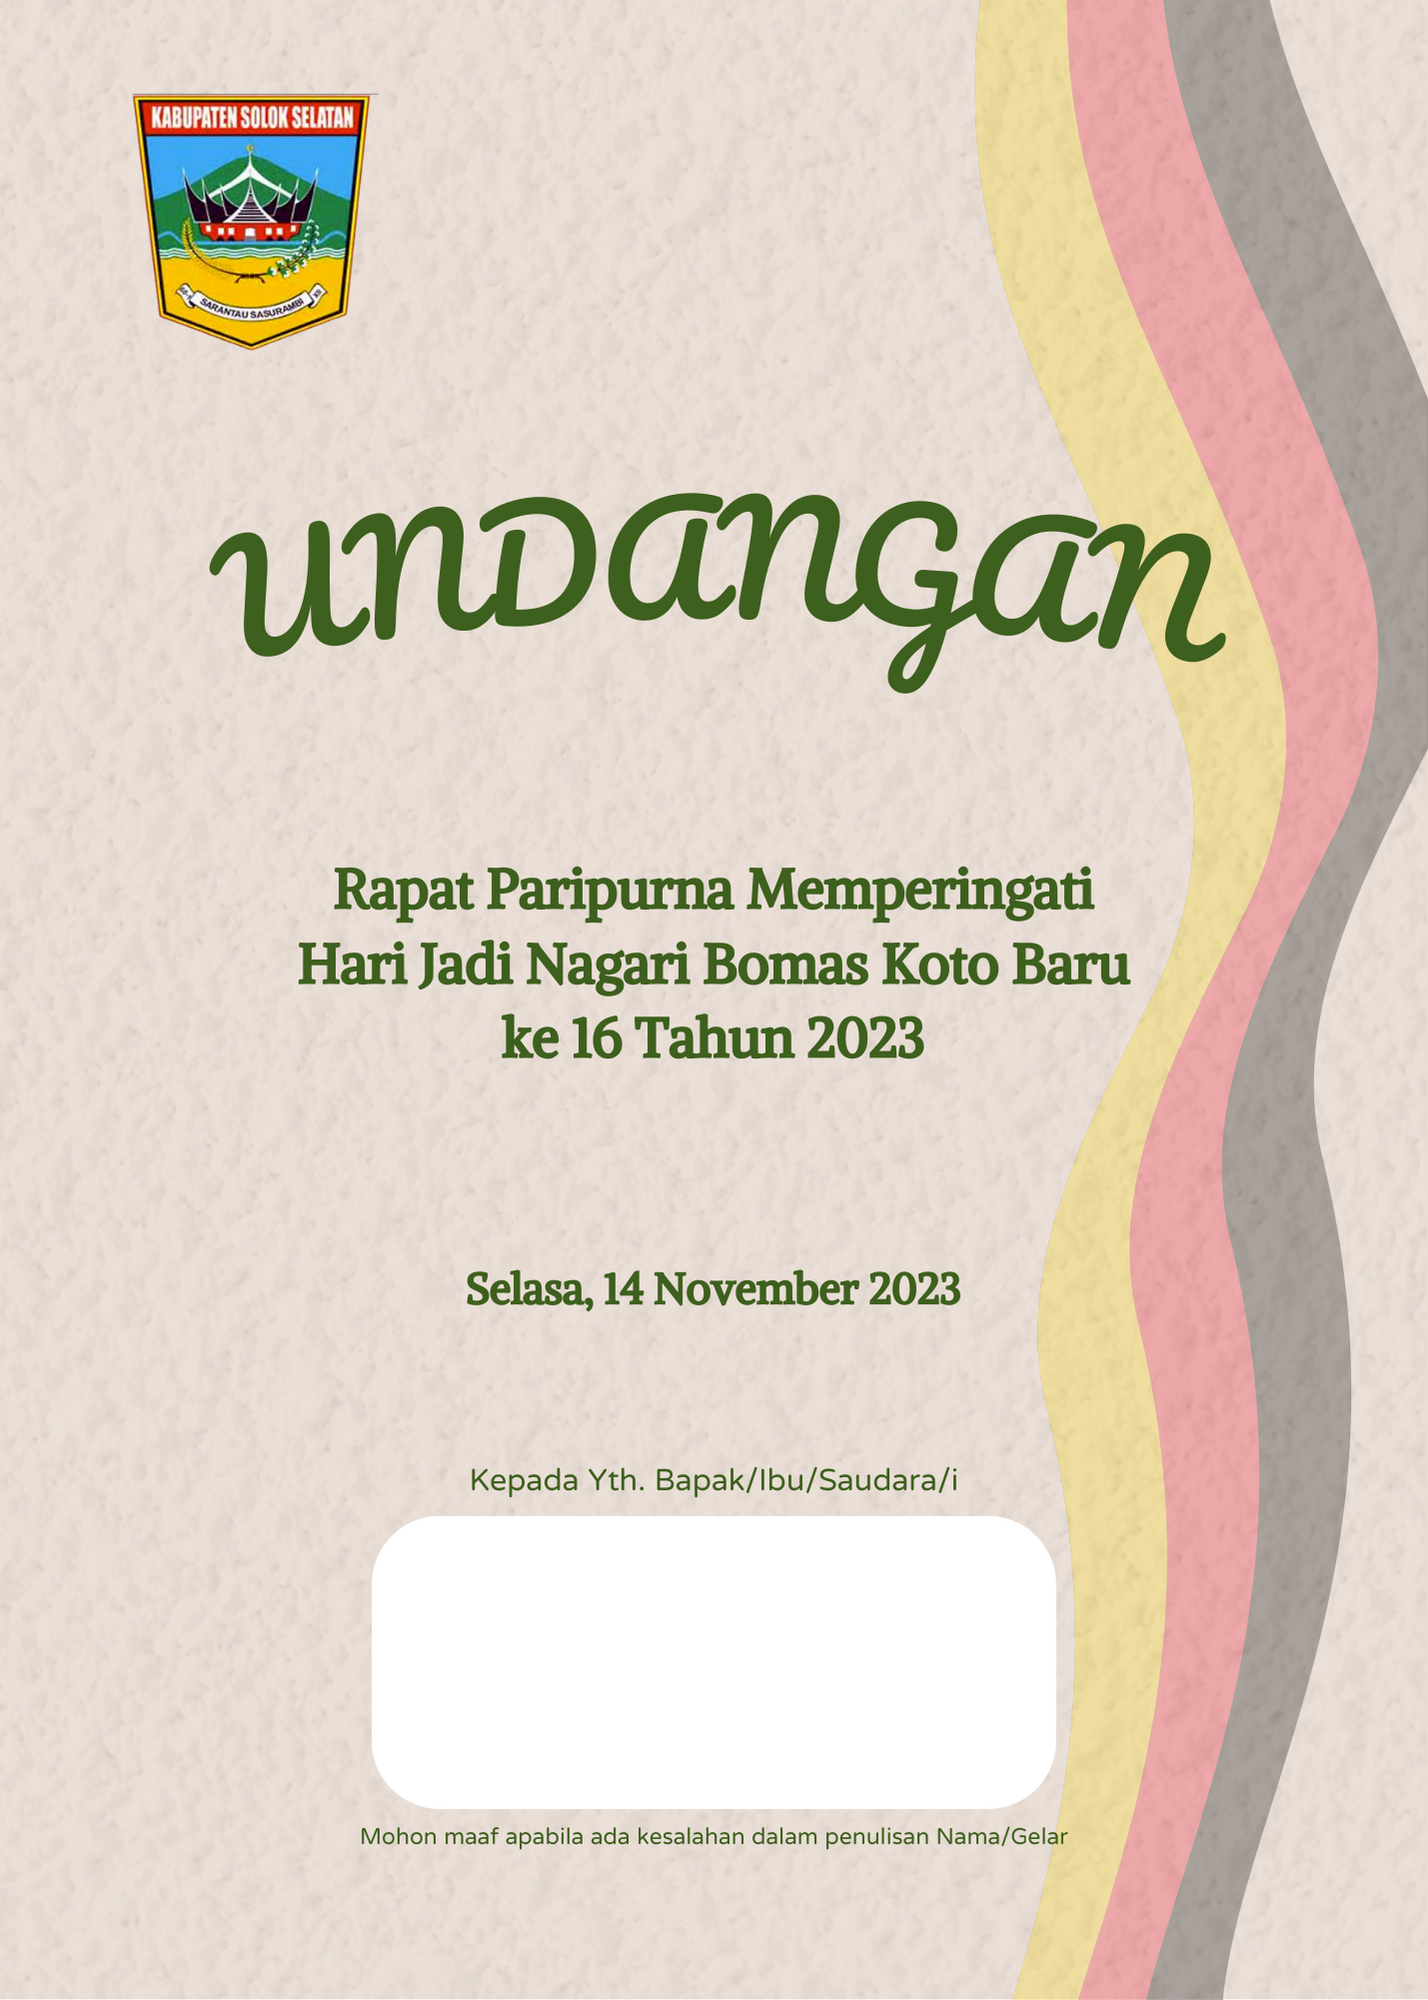 KABUPATEN SOLOK SELATAN
SARANTAU SASURAMBI
UNDANGAN
Rapat Paripurna Memperingati
Hari Jadi Nagari Bomas Koto Baru
ke 16 Tahun 2023
Selasa, 14 November 2023
Kepada Yth. Bapak/Ibu/Saudara/i
Mohon maaf apabila ada kesalahan dalam penulisan Nama/Gelar